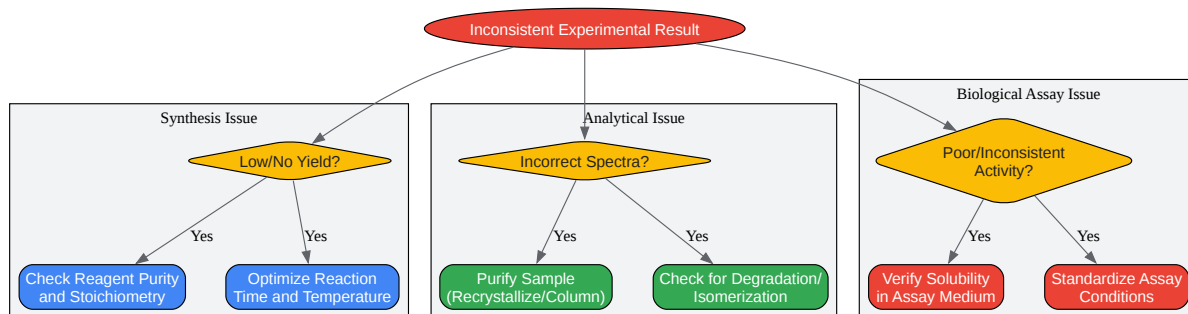 Inconsistent Experimental Result
Synthesis Issue
Analytical Issue
Biological Assay Issue
Low/No Yield?
Incorrect Spectra?
Poor/Inconsistent
Activity?
Yes
Yes
Yes
Yes
Yes
Yes
Check Reagent Purity
and Stoichiometry
Optimize Reaction
Time and Temperature
Purify Sample
(Recrystallize/Column)
Check for Degradation/
Isomerization
Verify Solubility
in Assay Medium
Standardize Assay
Conditions